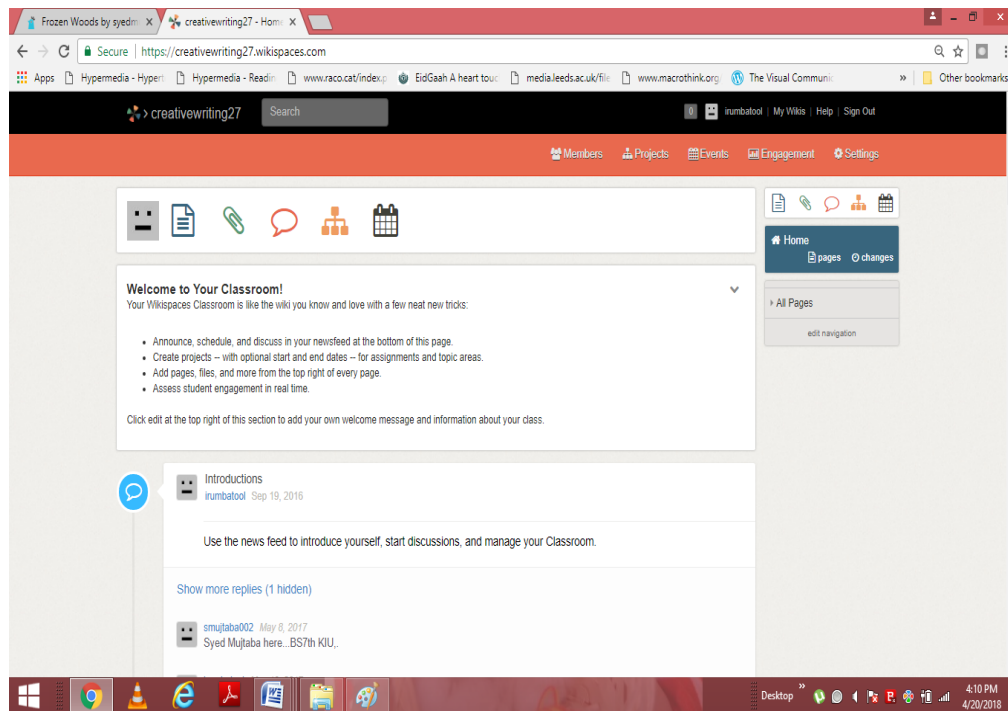 Frozen Woods by syedm
creativewriting27 - Hom
Secure | https://creativewriting27.wikispaces.com
Apps Hypermedia - Hypert Hypermedia - Readin www.raco.cat/index.p EidGaah A heart touc media.leeds.ac.uk/file www.macrothink.org The Visual Communic » Other bookmarks
creativewriting27 Search 0 irumbatool | My Wikis | Help | Sign Out
Members Projects Events Engagement Settings
Home
pages changes
Welcome to Your Classroom!
Your Wikispaces Classroom is like the wiki you know and love with a few neat new tricks:
All Pages
edit navigation
• Announce, schedule, and discuss in your newsfeed at the bottom of this page.
• Create projects -- with optional start and end dates -- for assignments and topic areas.
• Add pages, files, and more from the top right of every page.
• Assess student engagement in real time.
Click edit at the top right of this section to add your own welcome message and information about your class.
Introductions
irumbatool Sep 19, 2016
Use the news feed to introduce yourself, start discussions, and manage your Classroom.
Show more replies (1 hidden)
smujtaba002 May 8, 2017
Syed Mujtaba here...BS7th KIU,.
Desktop » 4:10 PM
4/20/2018